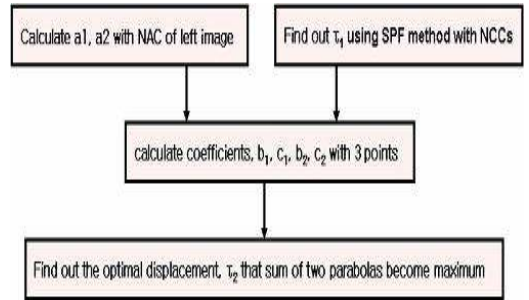 Calculate a1, a2 with NAC of left image
Find out τ₁ using SPF method with NCCs
calculate coefficients, b₁, c₁, b₂, c₂ with 3 points
Find out the optimal displacement, τ₂ that sum of two parabolas become maximum